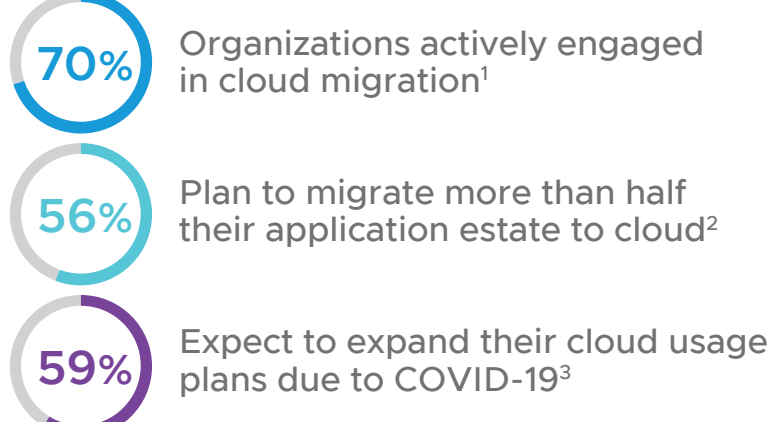 70%
Organizations actively engaged
in cloud migration¹
56%
Plan to migrate more than half
their application estate to cloud²
59%
Expect to expand their cloud usage
plans due to COVID-19³